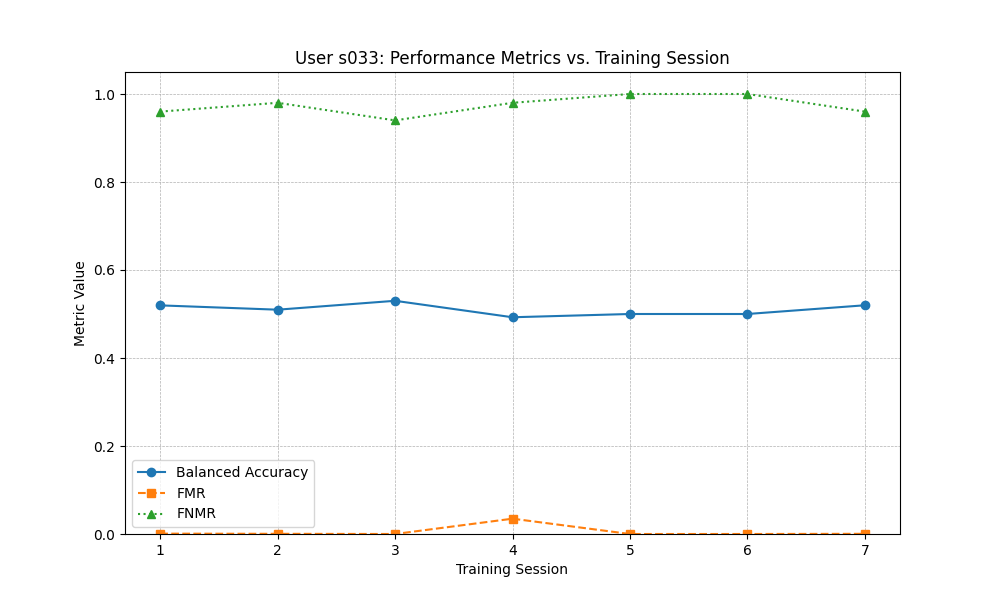 User s033: Performance Metrics vs. Training Session
1.0
0.8
0.6
0.4
0.2
0.0
Metric Value
Balanced Accuracy
FMR
FNMR
1 2 3 4 5 6 7
Training Session